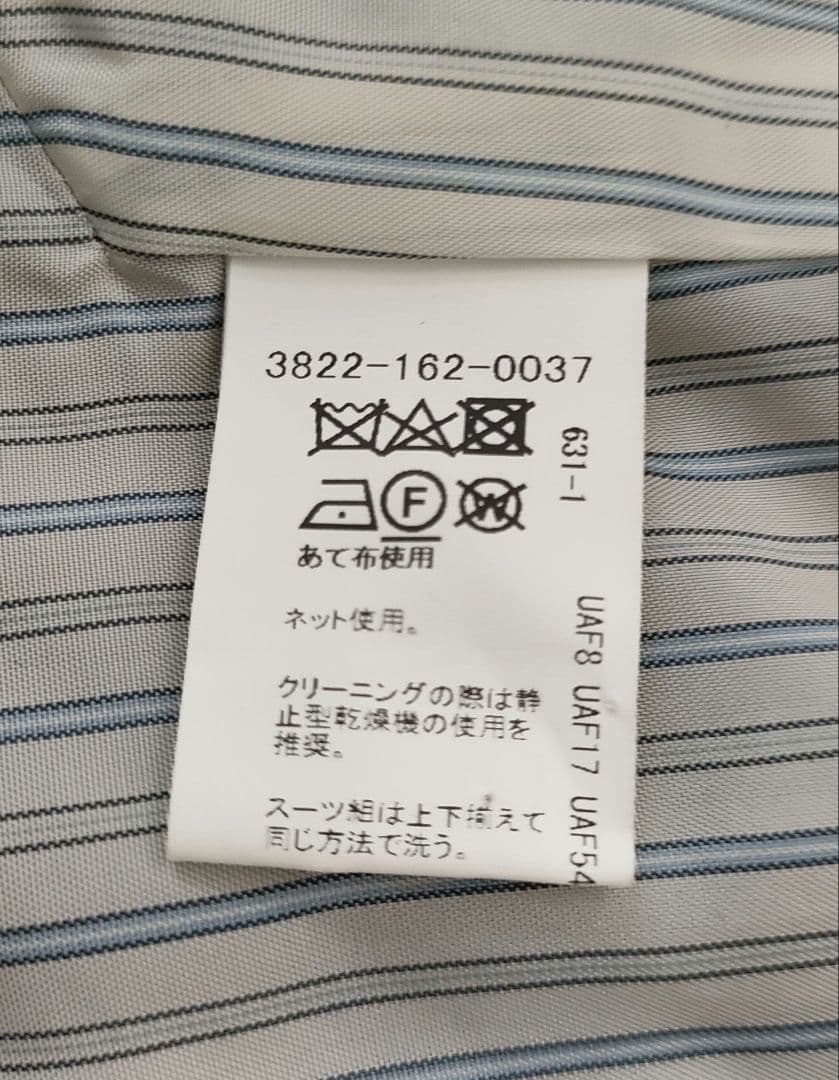 3822-162-0037
F
W
あて布使用
ネット使用。
クリーニングの際は静
止型乾燥機の使用を
推奨。
スーツ組は上下揃えて
同じ方法で洗う。
631-1
UAF8 UAF17 UAF54